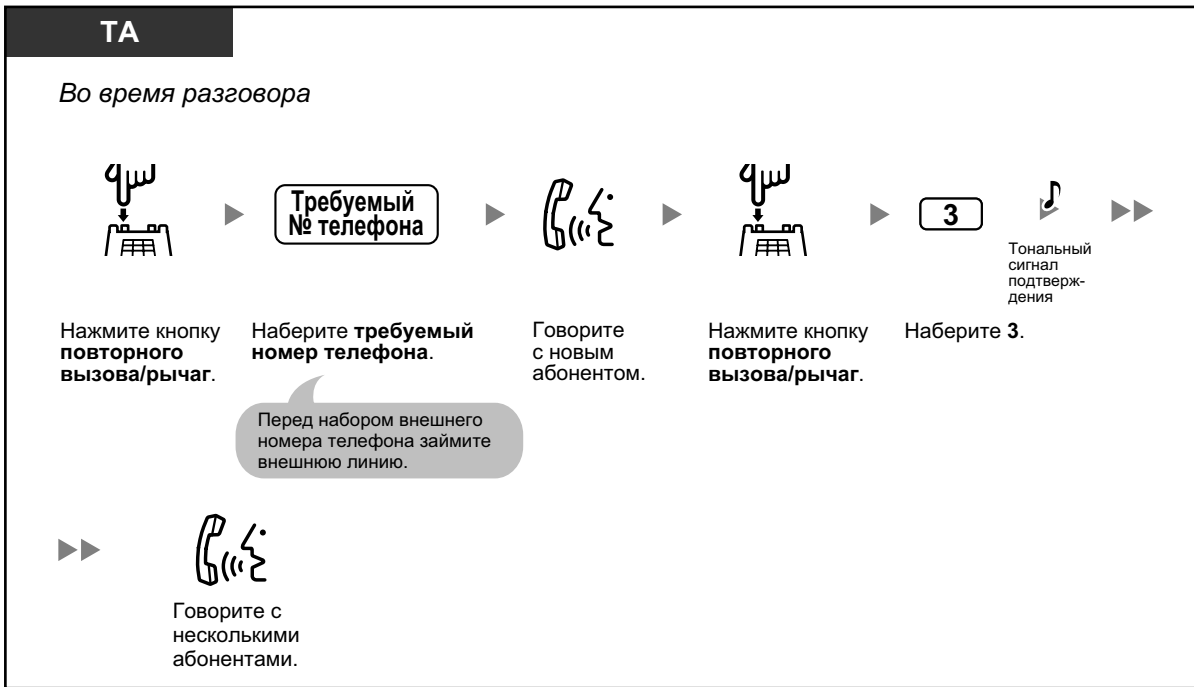 ТА
Во время разговора
Требуемый
№ телефона
3
Тональный
сигнал
подтверж-
дения
Нажмите кнопку
повторного
вызова/рычаг.
Наберите требуемый
номер телефона.
Говорите
с новым
абонентом.
Нажмите кнопку
повторного
вызова/рычаг.
Наберите 3.
Перед набором внешнего
номера телефона займите
внешнюю линию.
Говорите с
несколькими
абонентами.